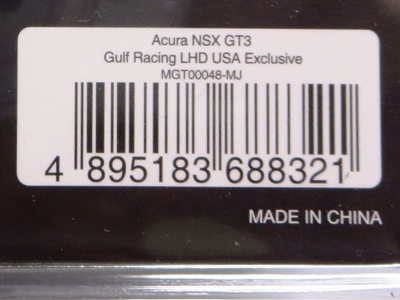 Acura NSX GT3
Gulf Racing LHD USA Exclusive
MGT00048-MJ
4 895183 688321
MADE IN CHINA